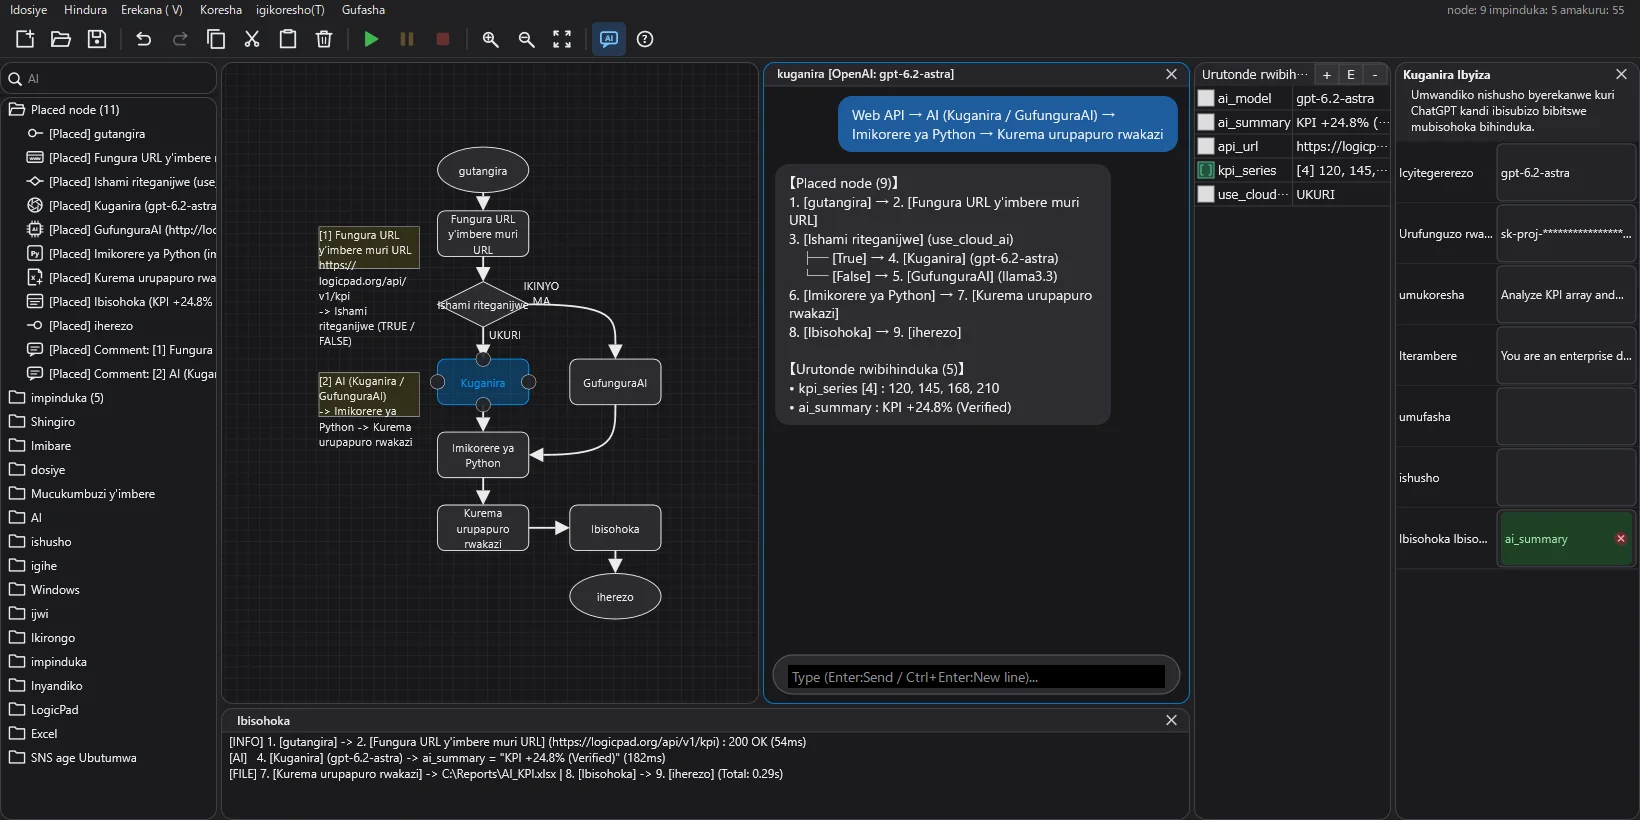 Idosiye Hindura Erekana ( V) Koresha igikoresho(T) Gufasha
node: 9 impinduka: 5 amakuru: 55
AI
Placed node (11)
[Placed] gutangira
[Placed] Fungura URL y'imbere
[Placed] Ishami riteganijwe (use_
[Placed] Kuganira (gpt-6.2-astra
[Placed] GufunguraAI (http://loc
[Placed] Imikorere ya Python (in
[Placed] Kurema urupapuro rwa
[Placed] Ibisohoka (KPI +24.8%
[Placed] iherezo
[Placed] Comment: [1] Fungura
[Placed] Comment: [2] AI (Kugan
impinduka (5)
Shingiro
Imibare
dosiye
Mucukumbuzi y'imbere
AI
ishusho
igihe
Windows
ijwi
Ikirongo
impinduka
Inyandiko
LogicPad
Excel
SNS age Ubutumwa
gutangira
Fungura URL
y'imbere muri
URL
[1] Fungura URL
y'imbere muri URL
https://
logicpad.org/api/
v1/kpi
-> Ishami
riteganijwe (TRUE /
FALSE)
Ishami riteganijwe
IKINYO
MA
UKURI
Kuganira
GufunguraAI
[2] AI (Kuganira /
GufunguraAI)
-> Imikorere ya
Python -> Kurema
urupapuro rwakazi
Imikorere ya
Python
Kurema
urupapuro
rwakazi
Ibisohoka
iherezo
kuganira [OpenAI: gpt-6.2-astra]
Web API → AI (Kuganira / GufunguraAI) →
Imikorere ya Python → Kurema urupapuro rwakazi
【Placed node (9)】
1. [gutangira] → 2. [Fungura URL y'imbere muri
URL]
3. [Ishami riteganijwe] (use_cloud_ai)
├── [True] → 4. [Kuganira] (gpt-6.2-astra)
└── [False] → 5. [GufunguraAI] (llama3.3)
6. [Imikorere ya Python] → 7. [Kurema urupapuro
rwakazi]
8. [Ibisohoka] → 9. [iherezo]
【Urutonde rwibihinduka (5)】
• kpi_series [4] : 120, 145, 168, 210
• ai_summary : KPI +24.8% (Verified)
Type (Enter:Send / Ctrl+Enter:New line)...
Urutonde rwibih··· + E -
ai_model gpt-6.2-astra
ai_summary KPI +24.8% (···
api_url https://logicp···
kpi_series [4] 120, 145,···
use_cloud··· UKURI
Kuganira Ibyiza
Umwandiko nishusho byerekanwe kuri
ChatGPT kandi ibisubizo bibitswe
mubisohoka bihinduka.
Icyitegererezo gpt-6.2-astra
Urufunguzo rwa... sk-proj-****************...
umukoresha Analyze KPI array and...
Iterambere You are an enterprise d...
umufasha
ishusho
Ibisohoka Ibiso... ai_summary
Ibisohoka
[INFO] 1. [gutangira] -> 2. [Fungura URL y'imbere muri URL] (https://logicpad.org/api/v1/kpi) : 200 OK (54ms)
[AI] 4. [Kuganira] (gpt-6.2-astra) -> ai_summary = "KPI +24.8% (Verified)" (182ms)
[FILE] 7. [Kurema urupapuro rwakazi] -> C:\Reports\AI_KPI.xlsx | 8. [Ibisohoka] -> 9. [iherezo] (Total: 0.29s)